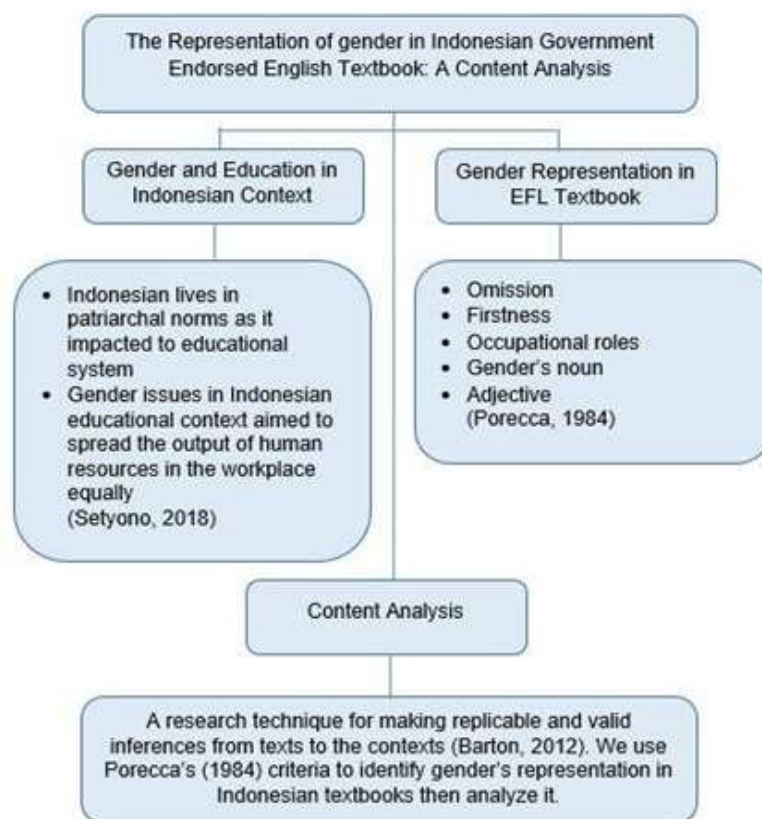 The Representation of gender in Indonesian Government
Endorsed English Textbook: A Content Analysis
Gender and Education in
Indonesian Context
Gender Representation in
EFL Textbook
• Indonesian lives in
patriarchal norms as it
impacted to educational
system
• Gender issues in Indonesian
educational context aimed to
spread the output of human
resources in the workplace
equally
(Setyono, 2018)
• Omission
• Firstness
• Occupational roles
• Gender's noun
• Adjective
(Porecca, 1984)
Content Analysis
A research technique for making replicable and valid
inferences from texts to the contexts (Barton, 2012). We use
Porecca's (1984) criteria to identify gender's representation in
Indonesian textbooks then analyze it.